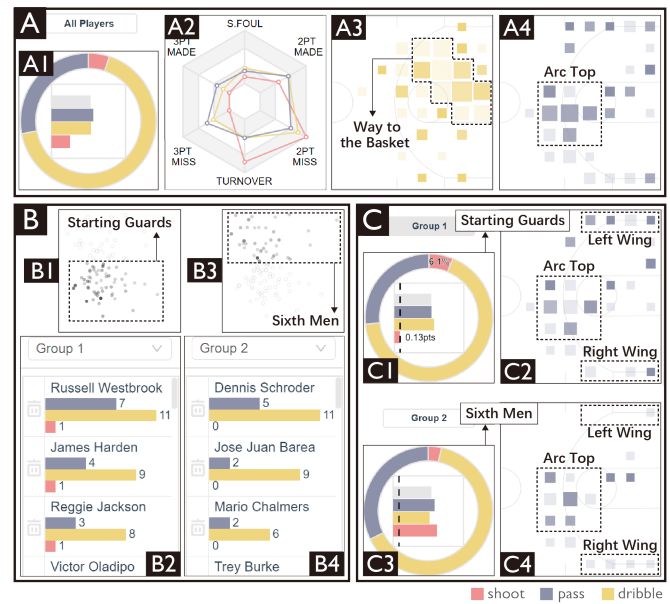 A
All Players
A1
A2
S.FOUL
3PT
MADE
2PT
MADE
3PT
MISS
2PT
MISS
TURNOVER
A3
Way to
the Basket
A4
Arc Top
B
Starting Guards
B1
B3
Sixth Men
Group 1
Group 2
Russell Westbrook
7
11
1
James Harden
4
9
1
Reggie Jackson
3
8
1
Victor Oladipo
B2
Dennis Schroder
5
11
0
Jose Juan Barea
2
9
0
Mario Chalmers
2
6
0
Trey Burke
B4
C
Group 1
Starting Guards
6.1%
0.13pts
C1
Left Wing
Arc Top
Right Wing
C2
Group 2
Sixth Men
C3
Left Wing
Arc Top
Right Wing
C4
shoot pass dribble